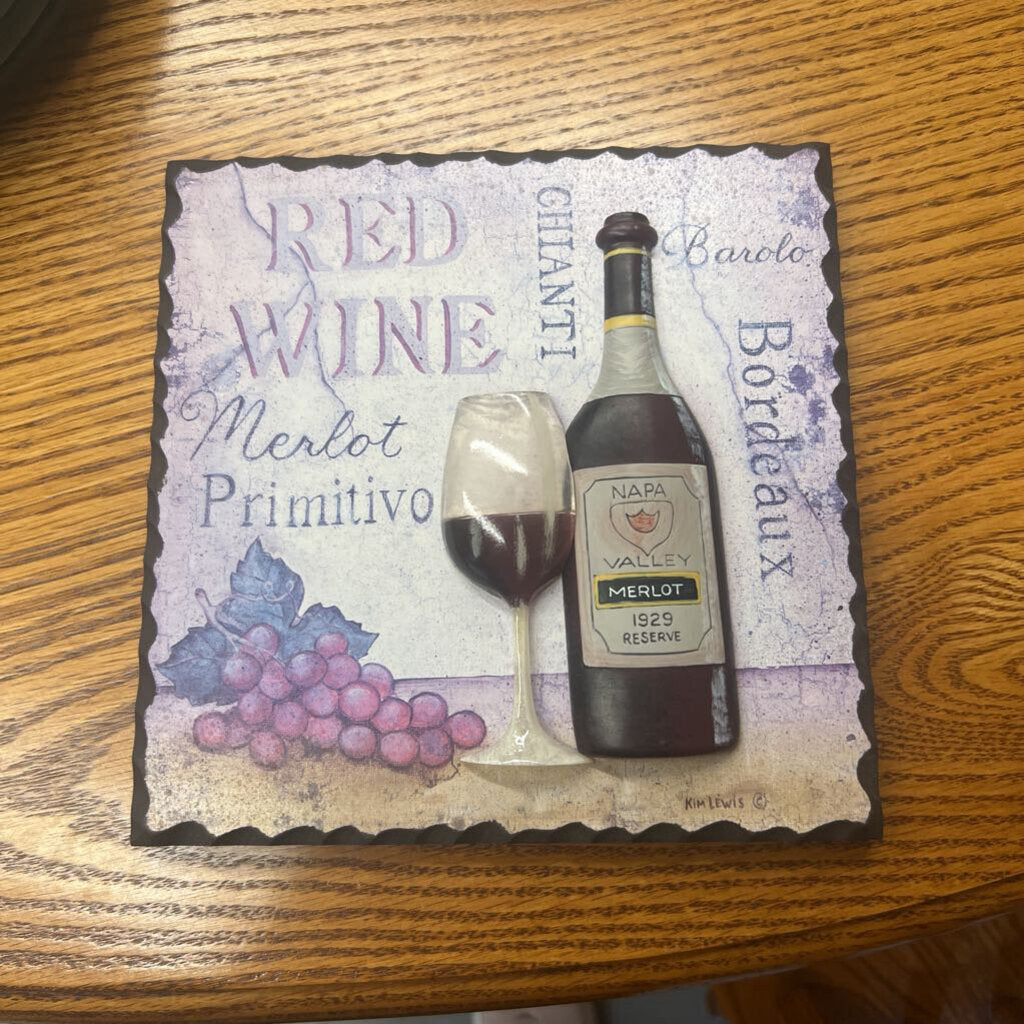 RED
WINE
Merlot
Primitivo
CHIANTI
Barolo
Bordeaux
NAPA
VALLEY
MERLOT
1929
RESERVE
KIM LEWIS ©